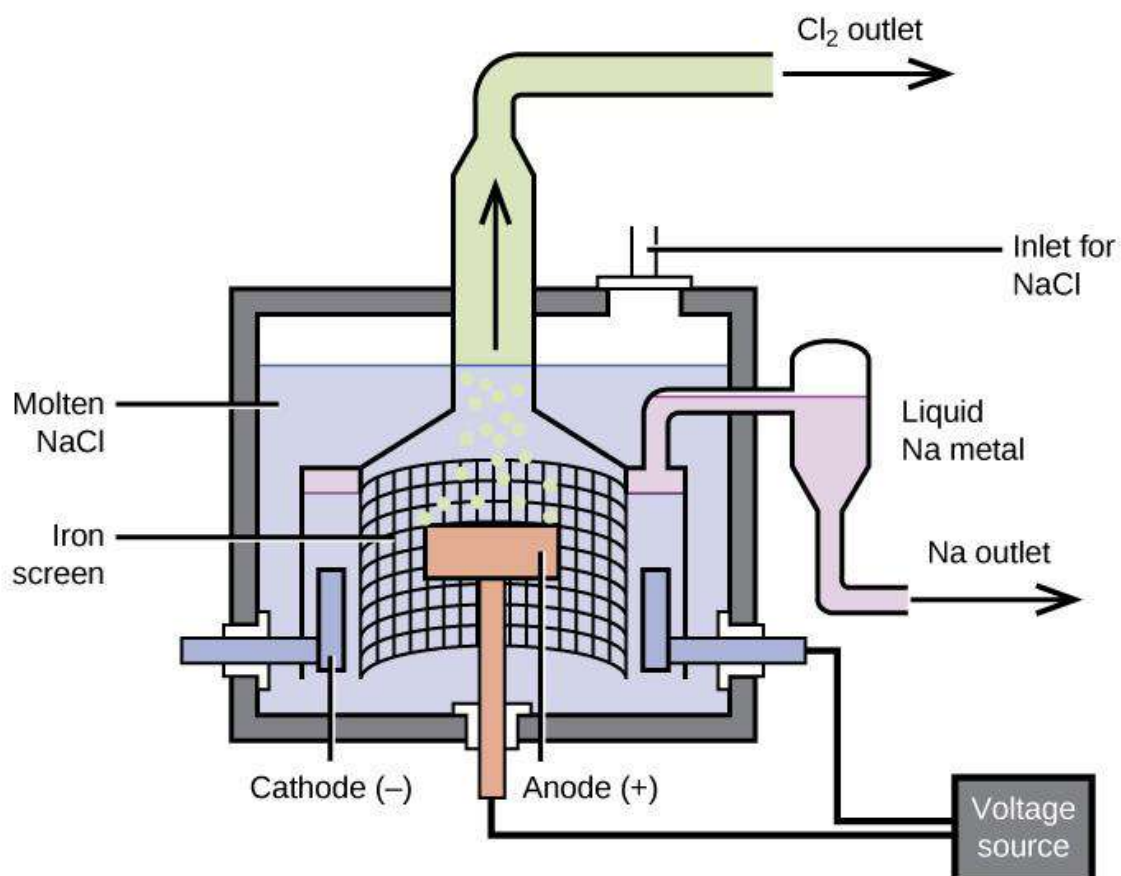 Cl₂ outlet
Inlet for
NaCl
Molten
NaCl
Liquid
Na metal
Iron
screen
Na outlet
Cathode (–)
Anode (+)
Voltage
source